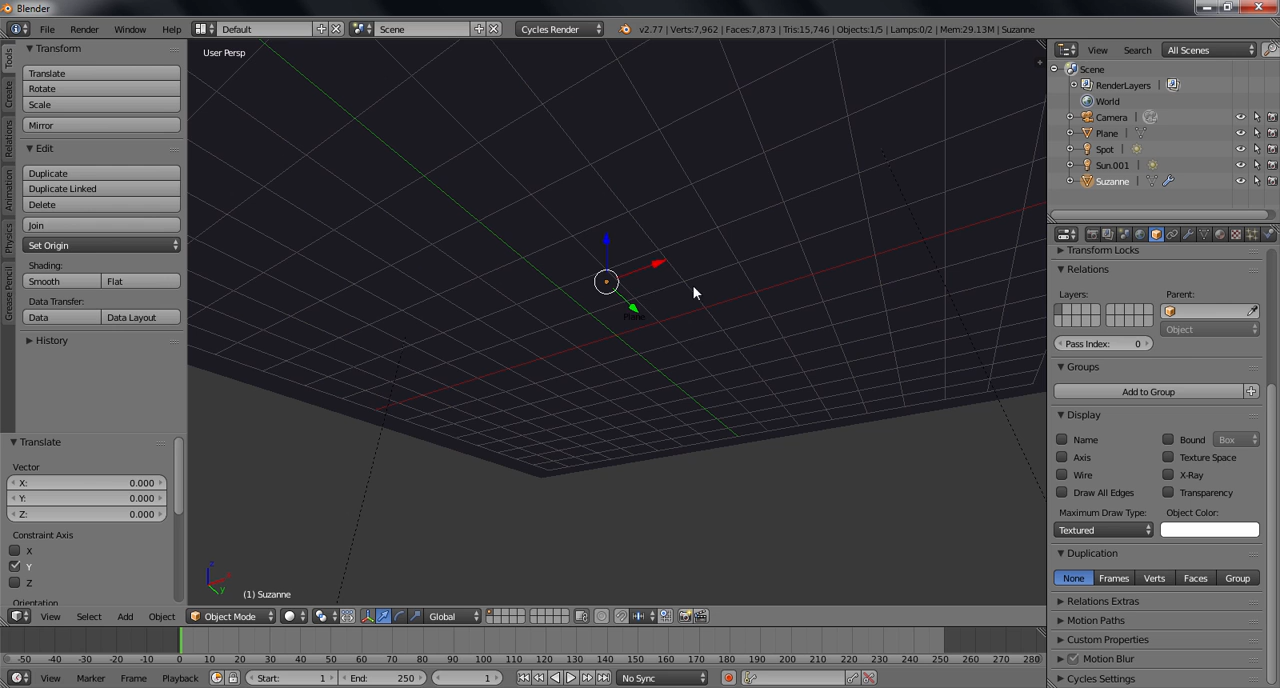 Blender
File Render Window Help Default Scene Cycles Render v2.77 | Verts:7,962 | Faces:7,873 | Tris:15,746 | Objects:1/5 | Lamps:0/2 | Mem:29.13M | Suzanne
Tools
Create
Relations
Animation
Physics
Grease Pencil
Transform
Translate
Rotate
Scale
Mirror
Edit
Duplicate
Duplicate Linked
Delete
Join
Set Origin
Shading:
Smooth Flat
Data Transfer:
Data Data Layout
History
Translate
Vector
X: 0.000
Y: 0.000
Z: 0.000
Constraint Axis
X
Y
Z
Orientation
User Persp
Plane
z
x
y
(1) Suzanne
View Select Add Object Object Mode Global
-50 -40 -30 -20 -10 0 10 20 30 40 50 60 70 80 90 100 110 120 130 140 150 160 170 180 190 200 210 220 230 240 250 260 270 280
View Marker Frame Playback Start: 1 End: 250 1 No Sync
View Search All Scenes
Scene
RenderLayers
World
Camera
Plane
Spot
Sun.001
Suzanne
Transform Locks
Relations
Layers: Parent:
Object
Pass Index: 0
Groups
Add to Group
Display
Name Bound Box
Axis Texture Space
Wire X-Ray
Draw All Edges Transparency
Maximum Draw Type: Object Color:
Textured
Duplication
None Frames Verts Faces Group
Relations Extras
Motion Paths
Custom Properties
Motion Blur
Cycles Settings